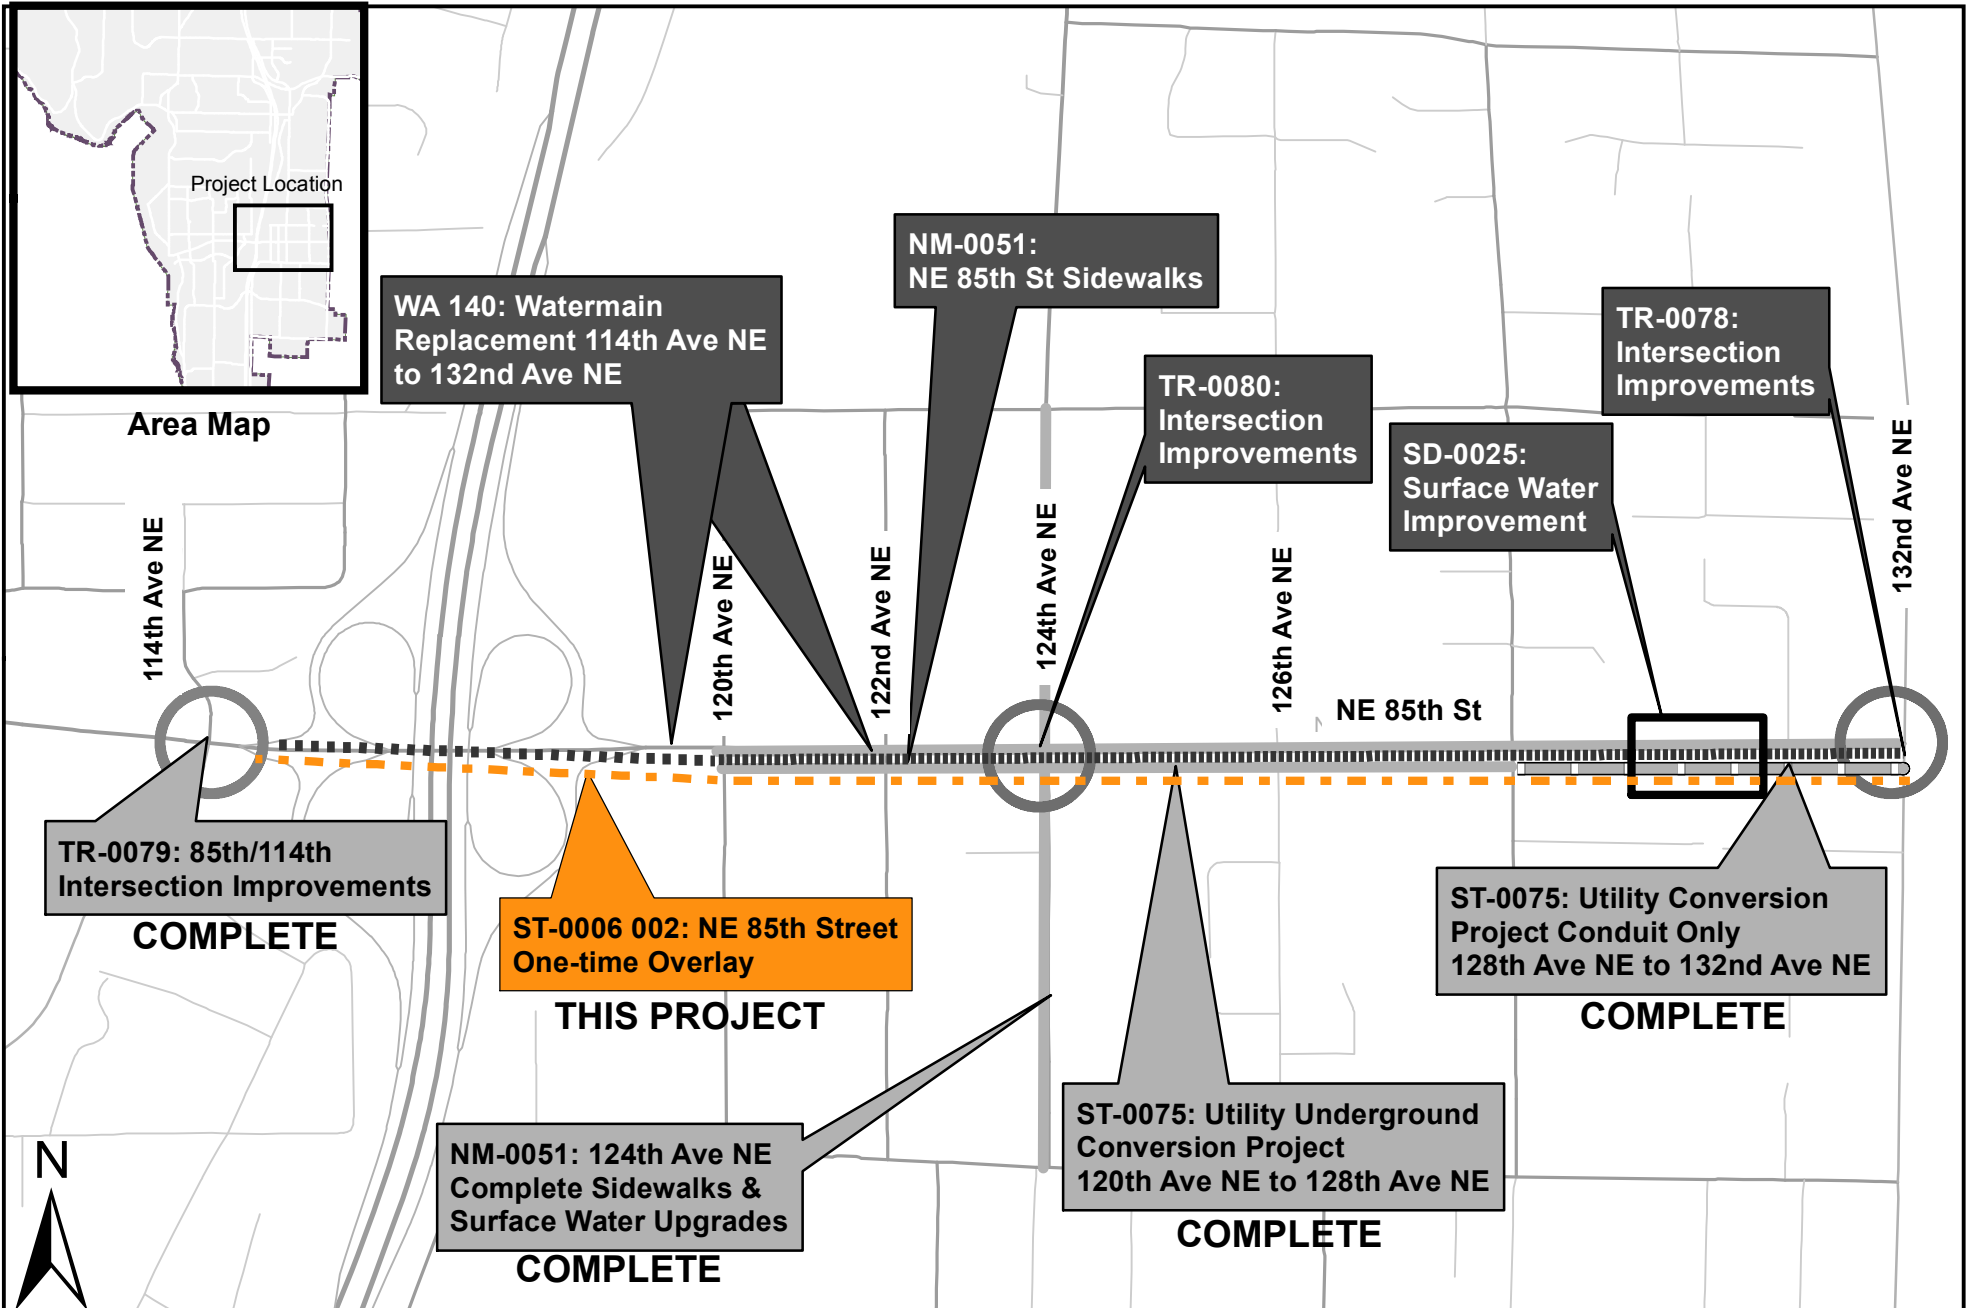 Project Location
Area Map
WA 140: Watermain
Replacement 114th Ave NE
to 132nd Ave NE
NM-0051:
NE 85th St Sidewalks
TR-0080:
Intersection
Improvements
TR-0078:
Intersection
Improvements
SD-0025:
Surface Water
Improvement
114th Ave NE
120th Ave NE
122nd Ave NE
124th Ave NE
126th Ave NE
132nd Ave NE
NE 85th St
TR-0079: 85th/114th
Intersection Improvements
COMPLETE
ST-0006 002: NE 85th Street
One-time Overlay
THIS PROJECT
ST-0075: Utility Conversion
Project Conduit Only
128th Ave NE to 132nd Ave NE
COMPLETE
NM-0051: 124th Ave NE
Complete Sidewalks &
Surface Water Upgrades
COMPLETE
ST-0075: Utility Underground
Conversion Project
120th Ave NE to 128th Ave NE
COMPLETE
N